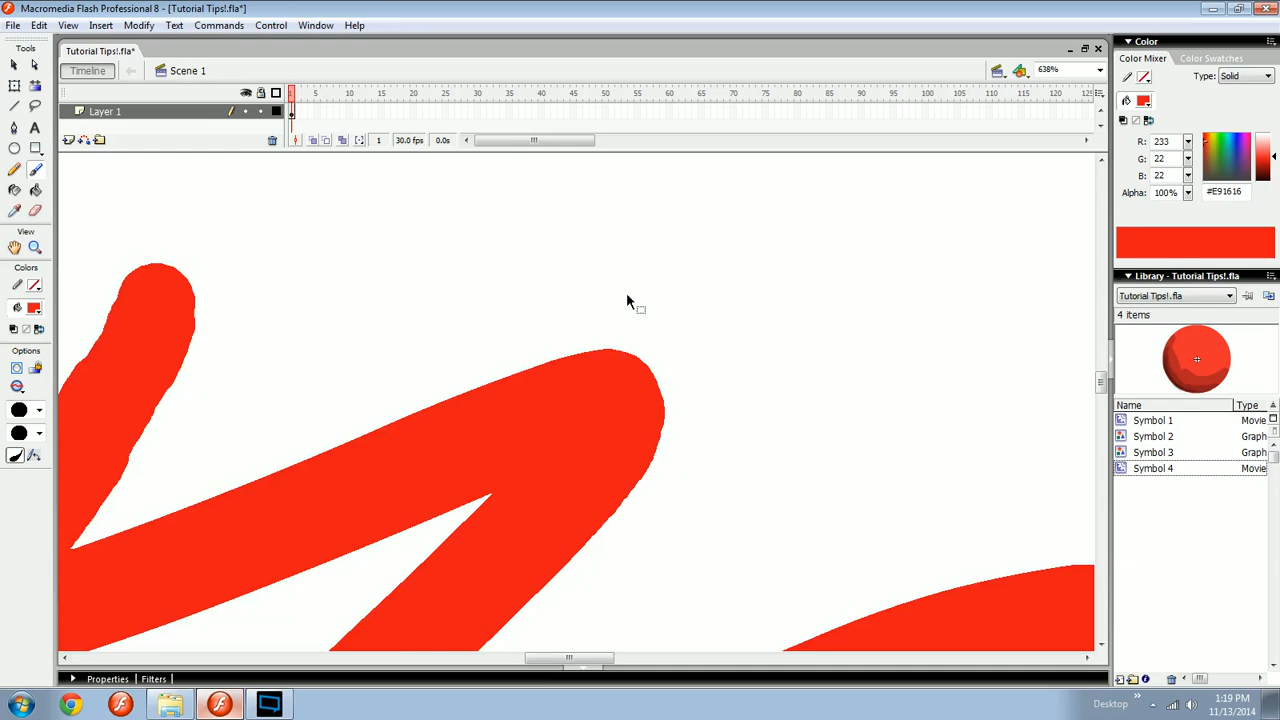 Macromedia Flash Professional 8 - [Tutorial Tips!.fla*]
File Edit View Insert Modify Text Commands Control Window Help
Tools
Tutorial Tips!.fla*
Timeline
Scene 1
638%
5 10 15 20 25 30 35 40 45 50 55 60 65 70 75 80 85 90 95 100 105 110 115 120 125
Layer 1
1 30.0 fps 0.0s
View
Colors
Options
Color
Color Mixer Color Swatches
Type: Solid
R: 233
G: 22
B: 22
Alpha: 100% #E91616
Library - Tutorial Tips!.fla
Tutorial Tips!.fla
4 items
Name Type
Symbol 1 Movie
Symbol 2 Graph
Symbol 3 Graph
Symbol 4 Movie
Properties Filters
Desktop
1:19 PM
11/13/2014